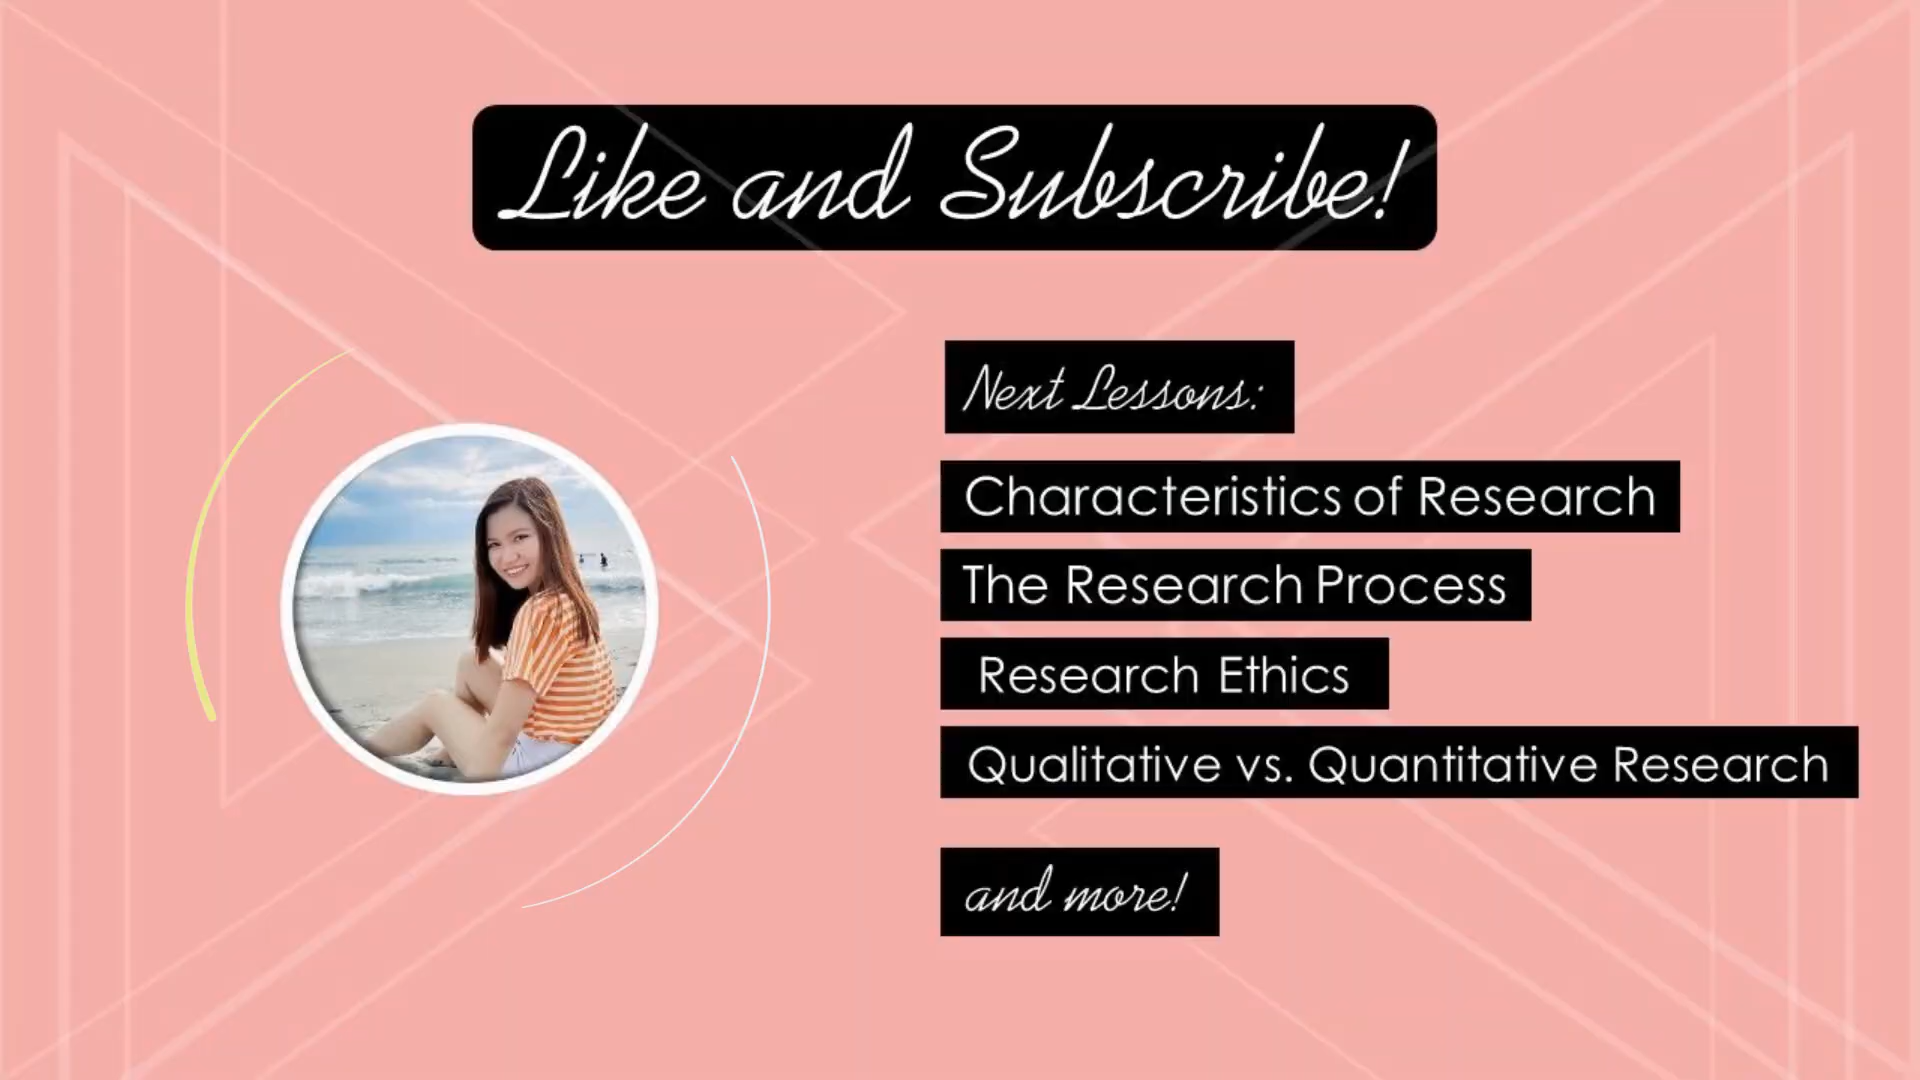 Like and Subscribe!
Next Lessons:
Characteristics of Research
The Research Process
Research Ethics
Qualitative vs. Quantitative Research
and more!